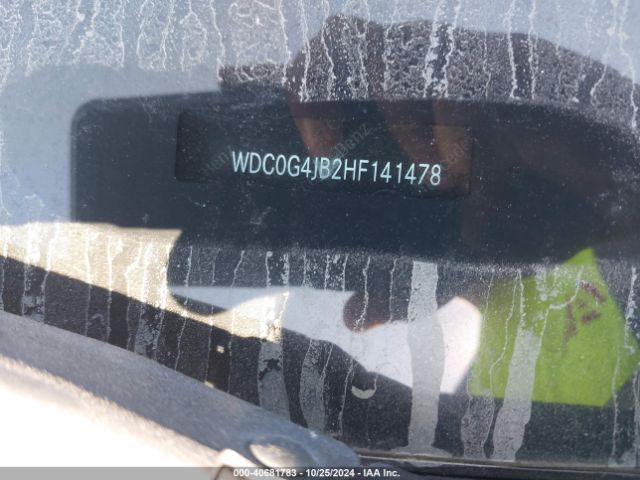 WDC0G4JB2HF141478
000-40681783 - 10/25/2024 - IAA Inc.